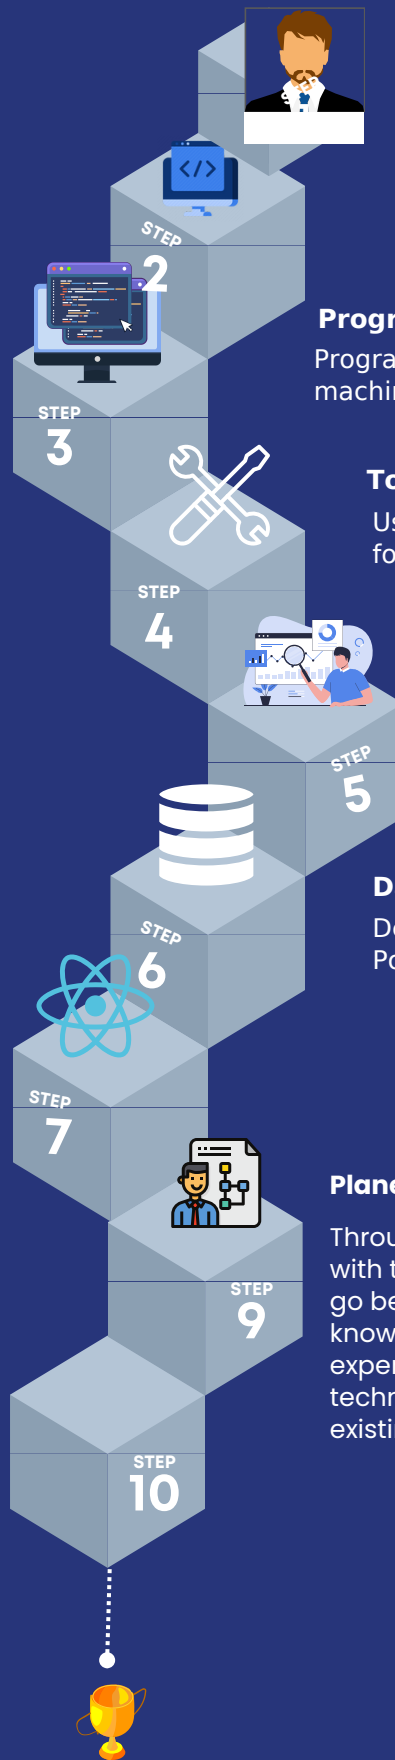 STEP
2
Progr
Progra
machin
STEP
3
To
Us
fo
STEP
4
STEP
5
D
De
Po
STEP
6
STEP
7
Plane
Throu
with t
go be
know
exper
techn
existin
STEP
9
STEP
10